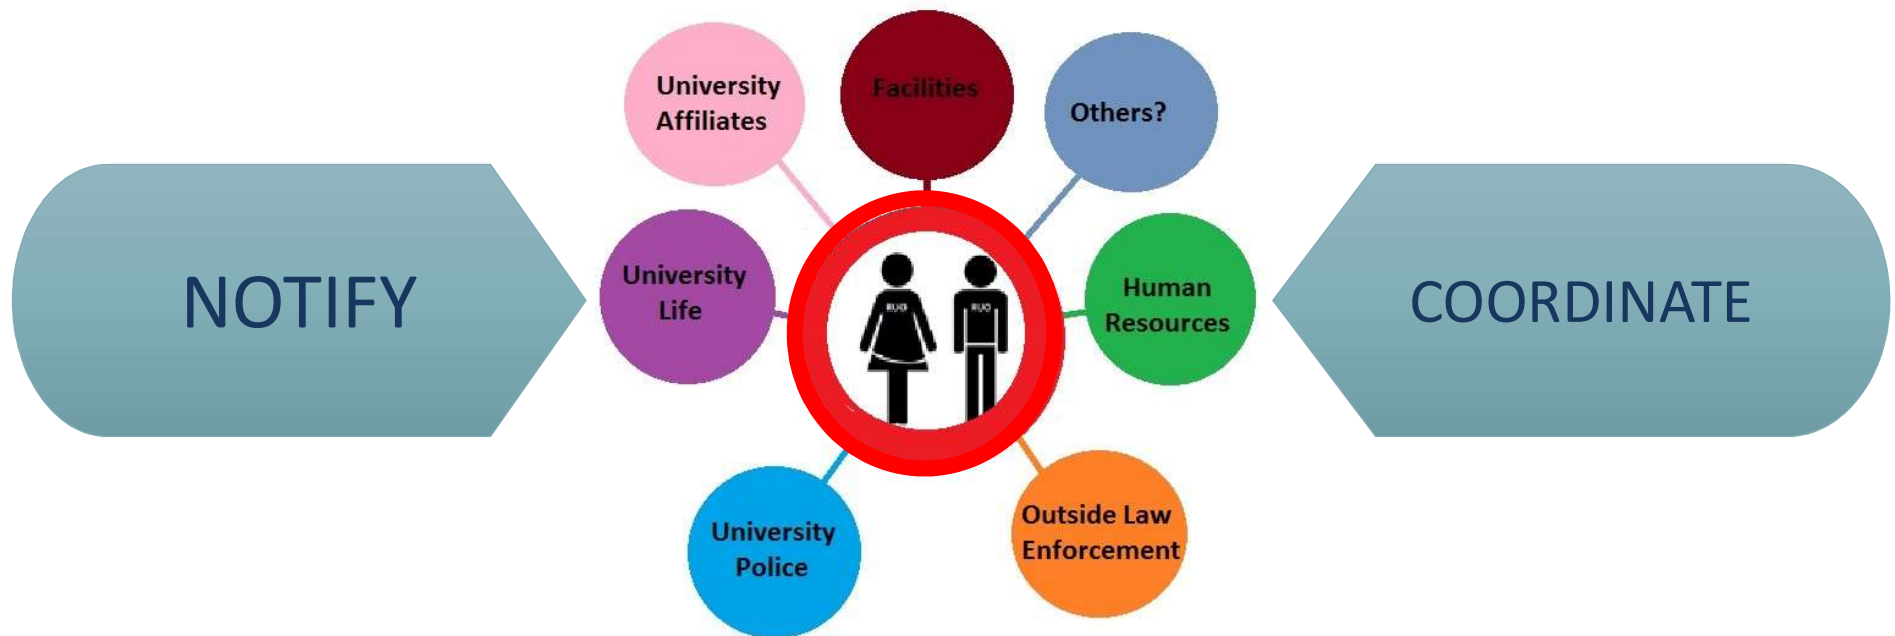 University
Affiliates
Facilities
Others?
NOTIFY
University
Life
Human
Resources
COORDINATE
University
Police
Outside Law
Enforcement